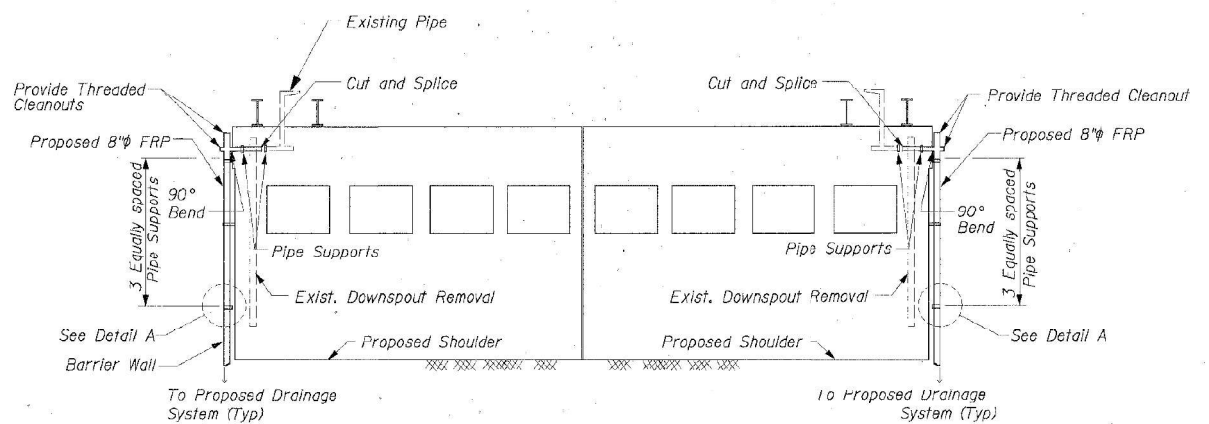 Existing Pipe
Provide Threaded
Cleanouts
Cut and Splice
Cut and Splice
Provide Threaded Cleanout
Proposed 8"φ FRP
Proposed 8"φ FRP
3 Equally spaced
Pipe Supports
90°
Bend
Pipe Supports
Pipe Supports
90°
Bend
3 Equally spaced
Pipe Supports
Exist. Downspout Removal
Exist. Downspout Removal
See Detail A
See Detail A
Proposed Shoulder
Proposed Shoulder
Barrier Wall
To Proposed Drainage
System (Typ)
To Proposed Drainage
System (Typ)